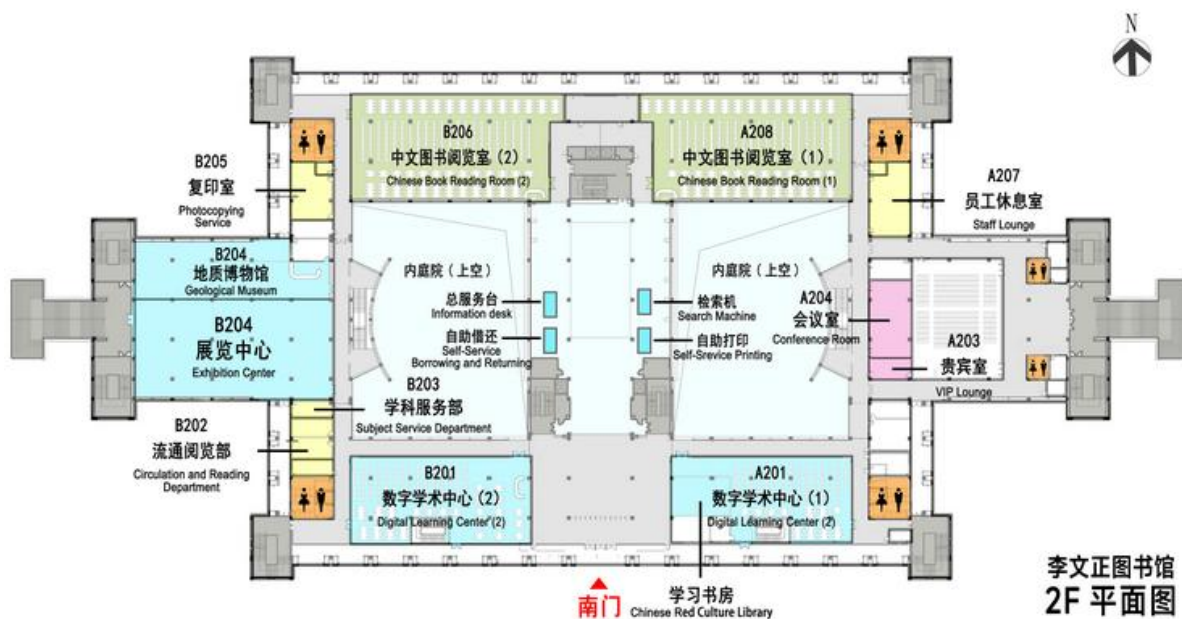 N
B206
中文图书阅览室（2）
Chinese Book Reading Room (2)
A208
中文图书阅览室（1）
Chinese Book Reading Room (1)
B205
复印室
Photocopying
Service
A207
员工休息室
Staff Lounge
B204
地质博物馆
Geological Museum
B204
展览中心
Exhibition Center
内庭院（上空）
内庭院（上空）
总服务台
Information desk
自助借还
Self-Service
Borrowing and Returning
检索机
Search Machine
自助打印
Self-Srevice Printing
A204
会议室
Conference Room
A203
贵宾室
VIP Lounge
B203
学科服务部
Subject Service Department
B202
流通阅览部
Circulation and Reading
Department
B201
数字学术中心（2）
Digital Learning Center (2)
A201
数字学术中心（1）
Digital Learning Center (2)
南门
学习书房
Chinese Red Culture Library
李文正图书馆
2F 平面图